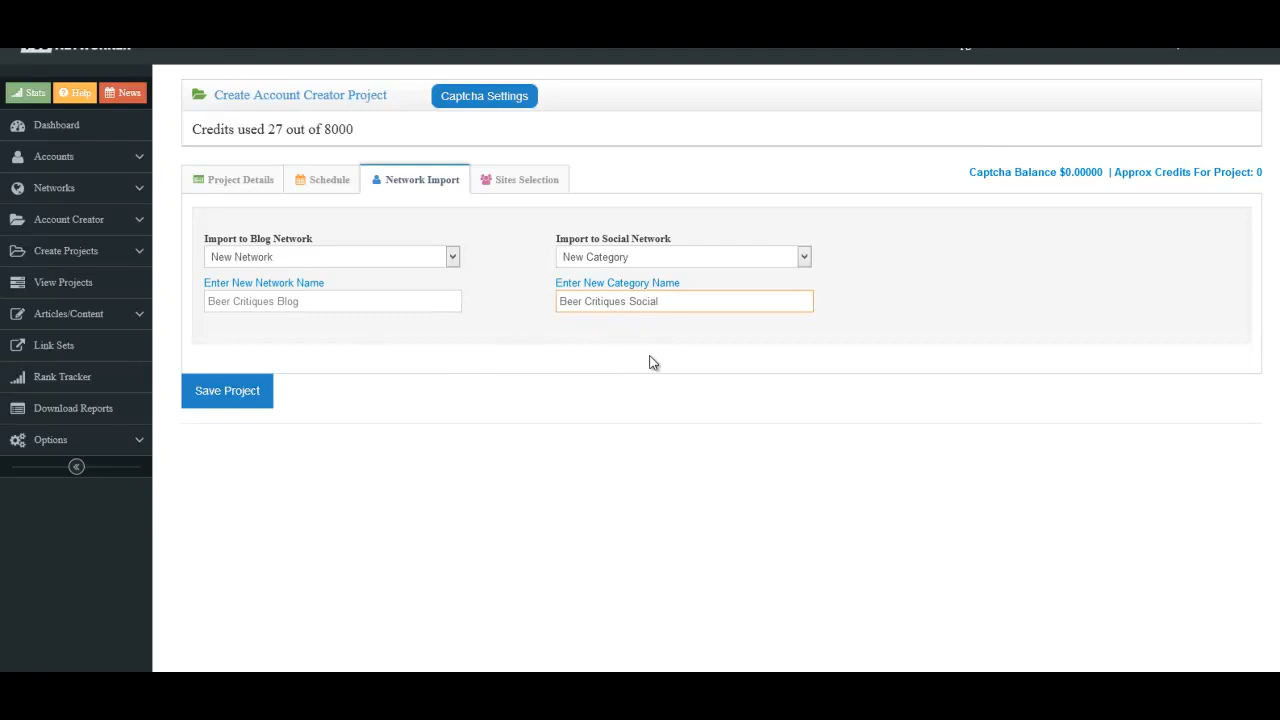 Stats
Help
News
Dashboard
Accounts
Networks
Account Creator
Create Projects
View Projects
Articles/Content
Link Sets
Rank Tracker
Download Reports
Options
Create Account Creator Project
Captcha Settings
Credits used 27 out of 8000
Project Details
Schedule
Network Import
Sites Selection
Captcha Balance $0.00000 | Approx Credits For Project: 0
Import to Blog Network
New Network
Enter New Network Name
Beer Critiques Blog
Import to Social Network
New Category
Enter New Category Name
Beer Critiques Social
Save Project